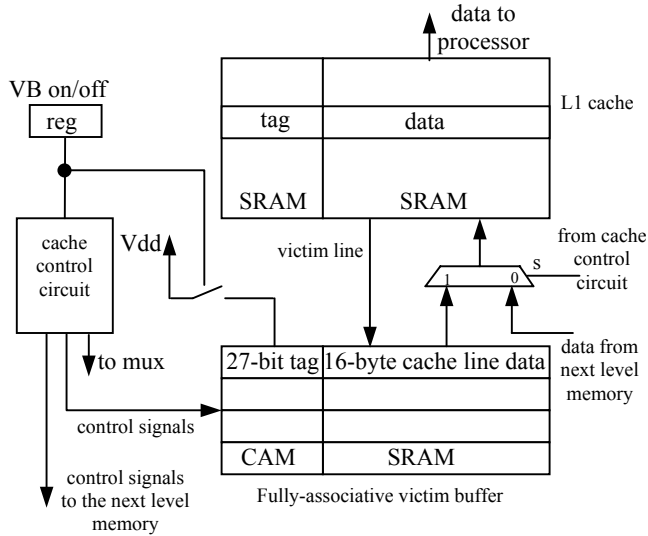 data to
processor
VB on/off
reg
L1 cache
tag data
SRAM SRAM
cache
control
circuit
Vdd
victim line
from cache
control
circuit
s
1 0
to mux
27-bit tag 16-byte cache line data
data from
next level
memory
control signals
CAM SRAM
control signals
to the next level
memory
Fully-associative victim buffer